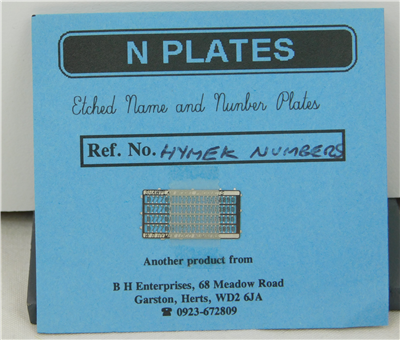 N PLATES
Etched Name and Nunber Plates
Ref. No. HYMEK NUMBERS
Another product from
B H Enterprises, 68 Meadow Road
Garston, Herts, WD2 6JA
☎ 0923-672809